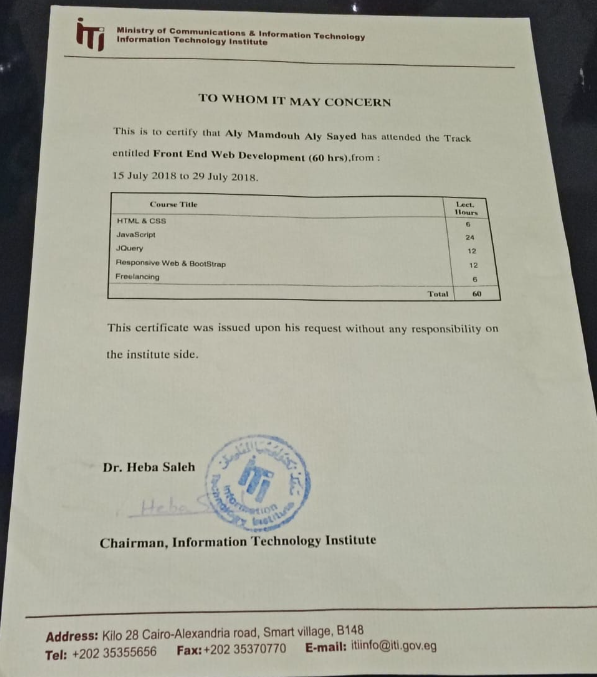 iTi
Ministry of Communications & Information Technology
Information Technology Institute
TO WHOM IT MAY CONCERN
This is to certify that Aly Mamdouh Aly Sayed has attended the Track
entitled Front End Web Development (60 hrs),from :
15 July 2018 to 29 July 2018.
Course Title Lect. Hours
HTML & CSS 6
JavaScript 24
JQuery 12
Responsive Web & BootStrap 12
Freelancing 6
Total 60
This certificate was issued upon his request without any responsibility on
the institute side.
Dr. Heba Saleh
Heba
iTi
Information
Technology Institute
Chairman, Information Technology Institute
Address: Kilo 28 Cairo-Alexandria road, Smart village, B148
Tel: +202 35355656 Fax:+202 35370770 E-mail: itiinfo@iti.gov.eg